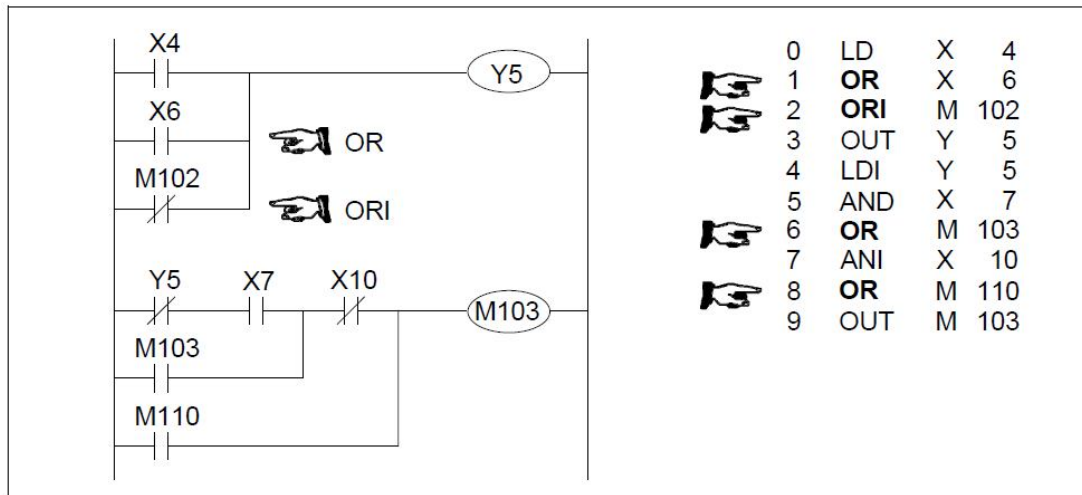 X4
Y5
X6
OR
M102
ORI
Y5 X7 X10
M103
M103
M110
0 LD X 4
1 OR X 6
2 ORI M 102
3 OUT Y 5
4 LDI Y 5
5 AND X 7
6 OR M 103
7 ANI X 10
8 OR M 110
9 OUT M 103